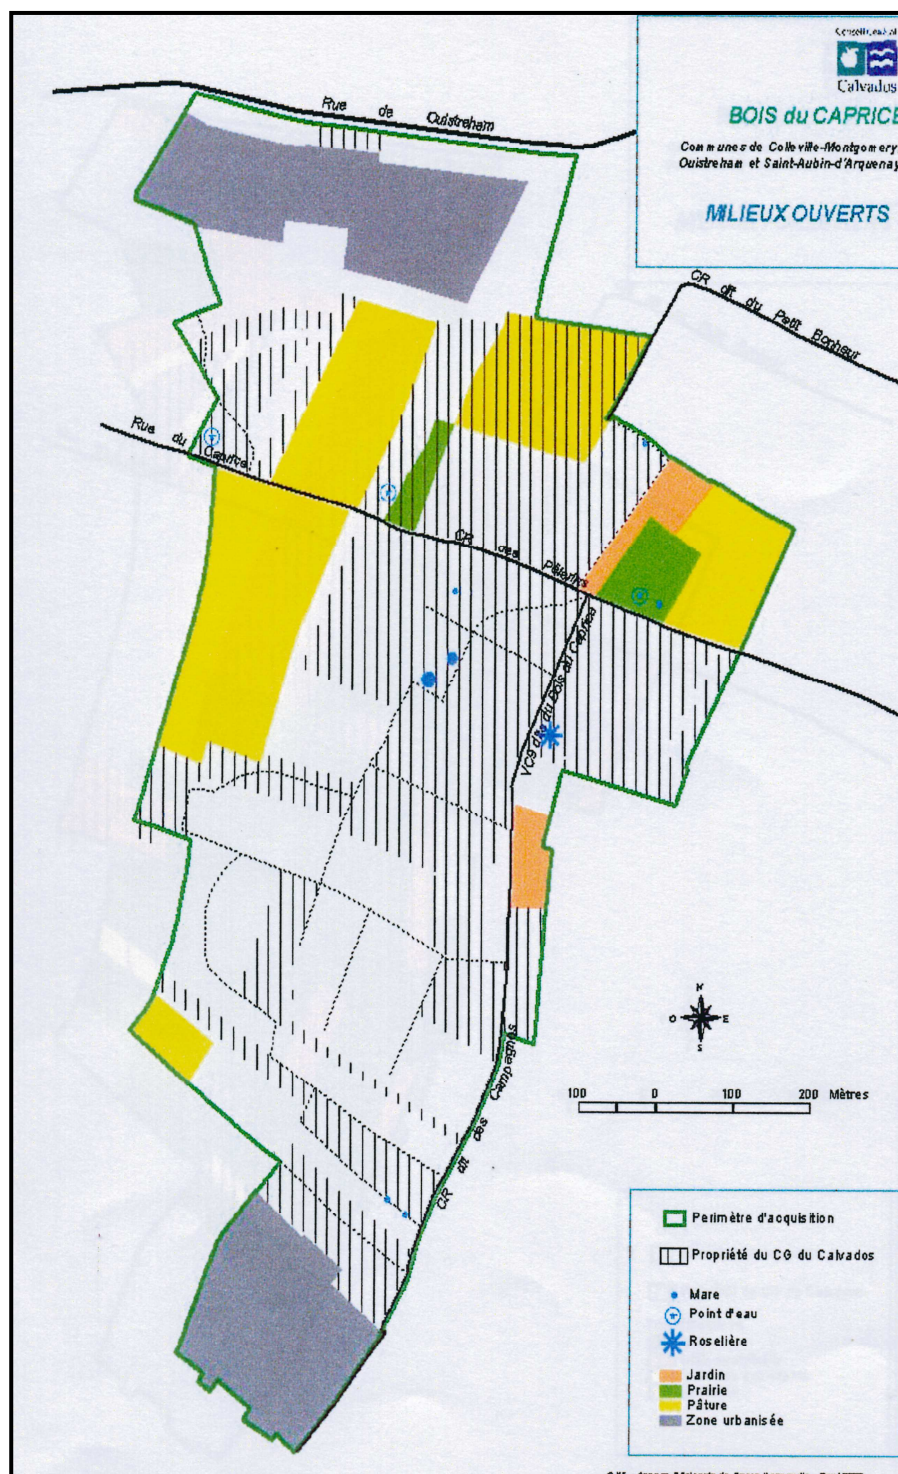 Calvados
BOIS du CAPRICE
Communes de Colleville-Montgomery
Ouistreham et Saint-Aubin-d'Arquenay
MILIEUX OUVERTS
Rue de Ouistreham
CR dit du Petit Bonheur
Rue du Caprice
CR des Pèlerins
VC9 dite du Bois du Caprice
CR dit des Campagnes
N
O E
S
100 0 100 200 Mètres
Perimètre d'acquisition
Propriété du CG du Calvados
Mare
Point d'eau
Roselière
Jardin
Prairie
Pâture
Zone urbanisée